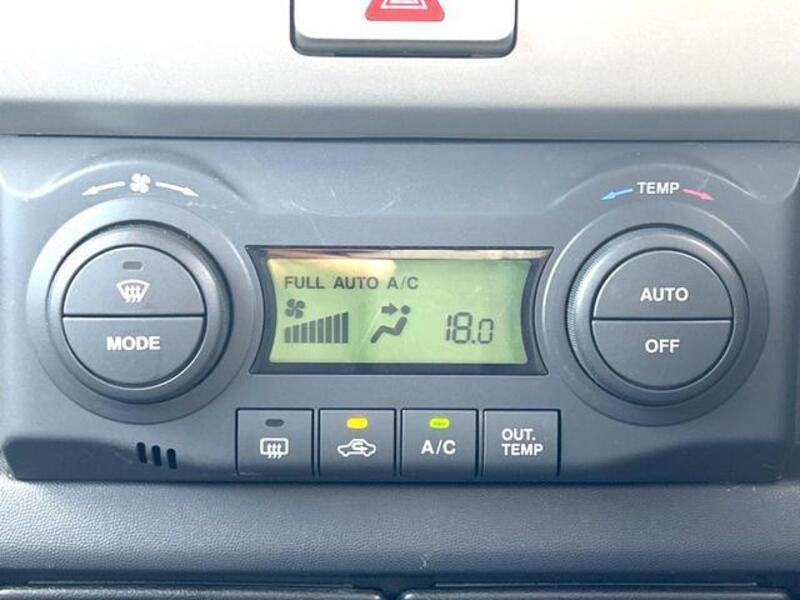 TEMP
FULL AUTO A/C
18.0
MODE
AUTO
OFF
A/C
OUT.
TEMP